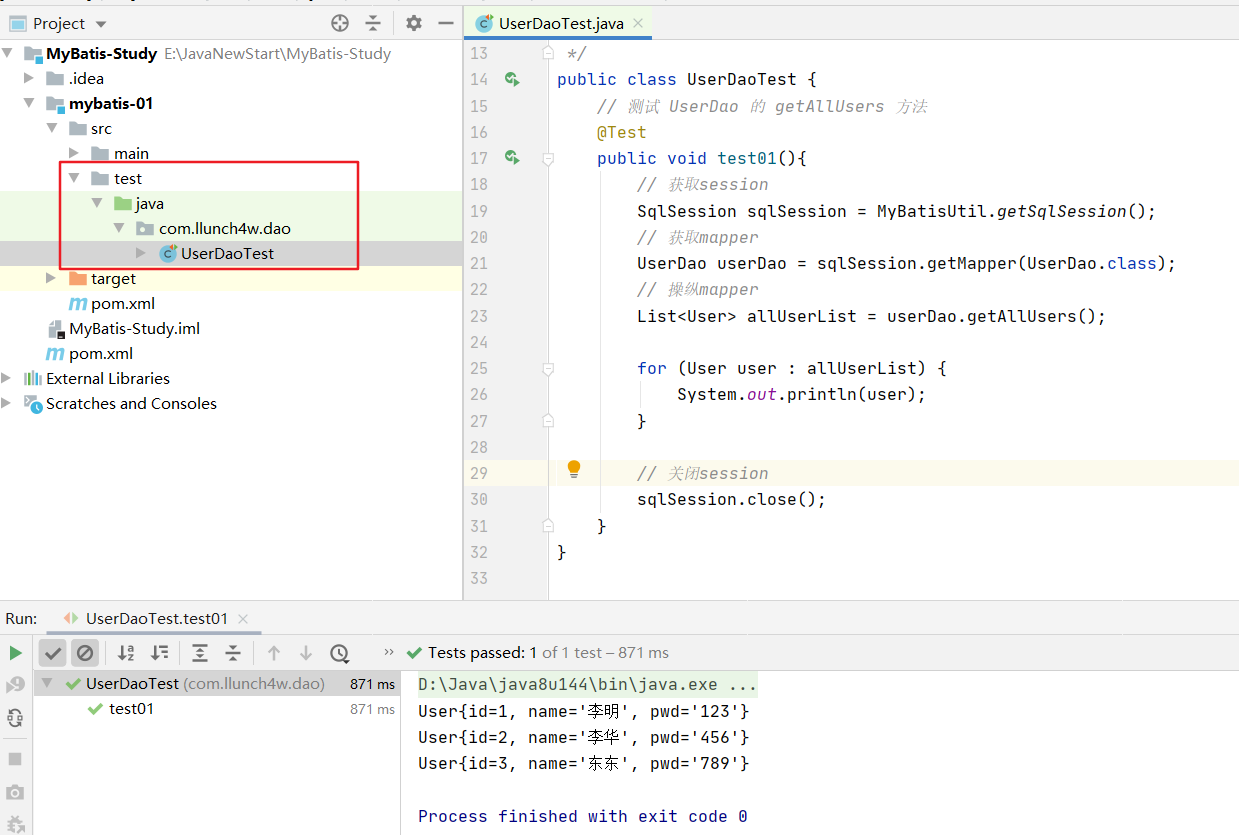 Project
MyBatis-Study E:\JavaNewStart\MyBatis-Study
.idea
mybatis-01
src
main
test
java
com.llunch4w.dao
UserDaoTest
target
pom.xml
MyBatis-Study.iml
pom.xml
External Libraries
Scratches and Consoles
UserDaoTest.java
13 */
14 public class UserDaoTest {
15 // 测试 UserDao 的 getAllUsers 方法
16 @Test
17 public void test01(){
18 // 获取session
19 SqlSession sqlSession = MyBatisUtil.getSqlSession();
20 // 获取mapper
21 UserDao userDao = sqlSession.getMapper(UserDao.class);
22 // 操纵mapper
23 List<User> allUserList = userDao.getAllUsers();
24
25 for (User user : allUserList) {
26 System.out.println(user);
27 }
28
29 // 关闭session
30 sqlSession.close();
31 }
32 }
33
Run: UserDaoTest.test01
Tests passed: 1 of 1 test – 871 ms
UserDaoTest (com.llunch4w.dao) 871 ms
test01 871 ms
D:\Java\java8u144\bin\java.exe ...
User{id=1, name='李明', pwd='123'}
User{id=2, name='李华', pwd='456'}
User{id=3, name='东东', pwd='789'}
Process finished with exit code 0